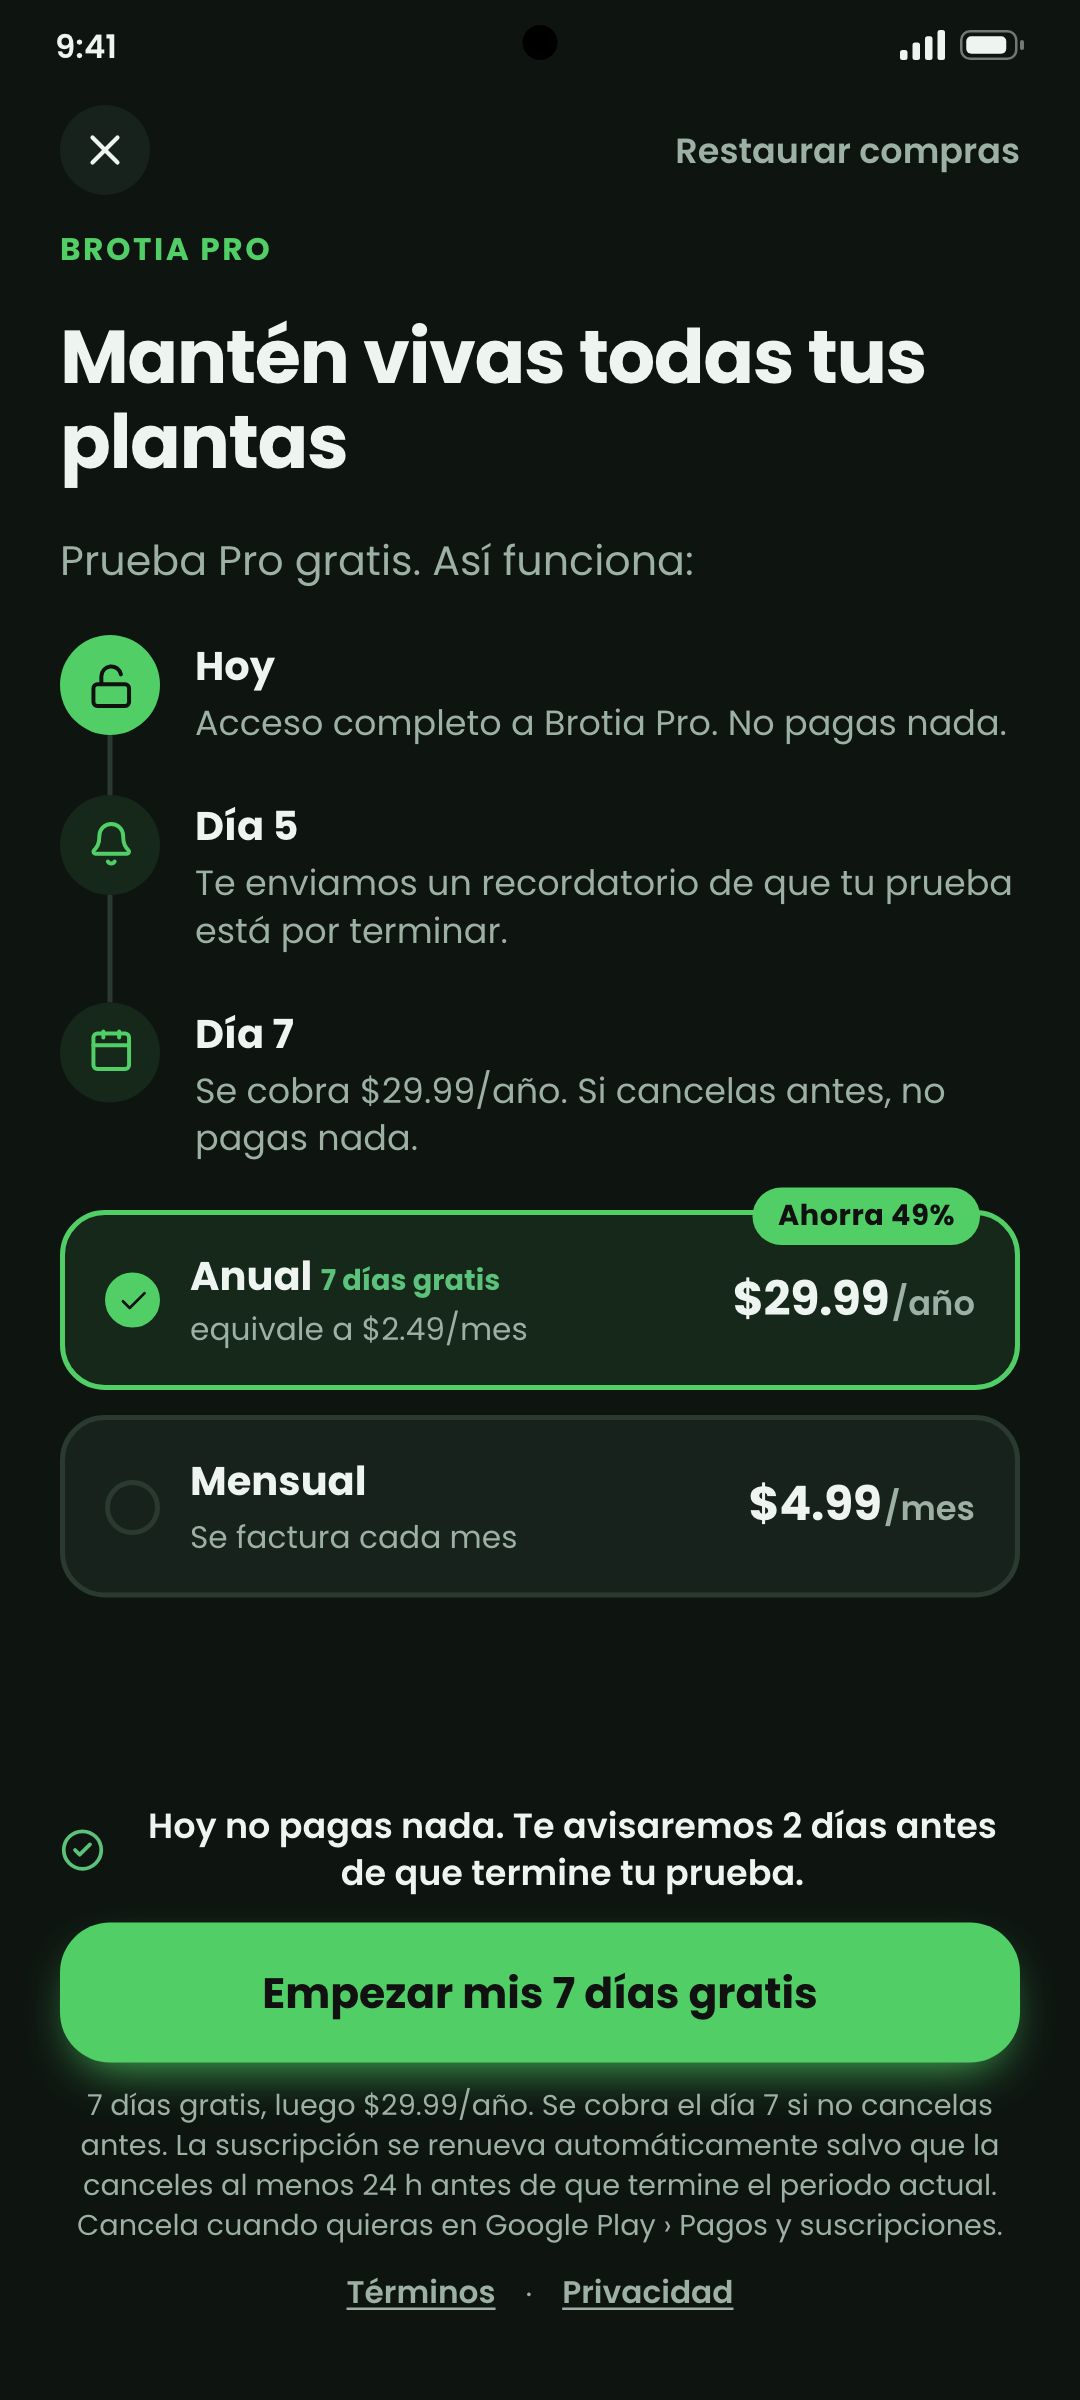 9:41
Restaurar compras
BROTIA PRO
Mantén vivas todas tus
plantas
Prueba Pro gratis. Así funciona:
Hoy
Acceso completo a Brotia Pro. No pagas nada.
Día 5
Te enviamos un recordatorio de que tu prueba
está por terminar.
Día 7
Se cobra $29.99/año. Si cancelas antes, no
pagas nada.
Ahorra 49%
Anual 7 días gratis
$29.99/año
equivale a $2.49/mes
Mensual
$4.99/mes
Se factura cada mes
Hoy no pagas nada. Te avisaremos 2 días antes
de que termine tu prueba.
Empezar mis 7 días gratis
7 días gratis, luego $29.99/año. Se cobra el día 7 si no cancelas
antes. La suscripción se renueva automáticamente salvo que la
canceles al menos 24 h antes de que termine el periodo actual.
Cancela cuando quieras en Google Play › Pagos y suscripciones.
Términos · Privacidad